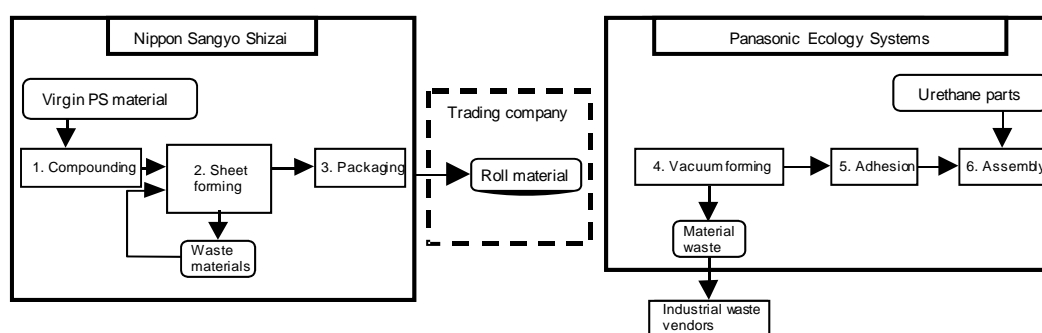 Nippon Sangyo Shizai
Virgin PS material
1. Compounding
2. Sheet
forming
3. Packaging
Waste
materials
Trading company
Roll material
Panasonic Ecology Systems
Urethane parts
4. Vacuum forming
5. Adhesion
6. Assembly
Material
waste
Industrial waste
vendors